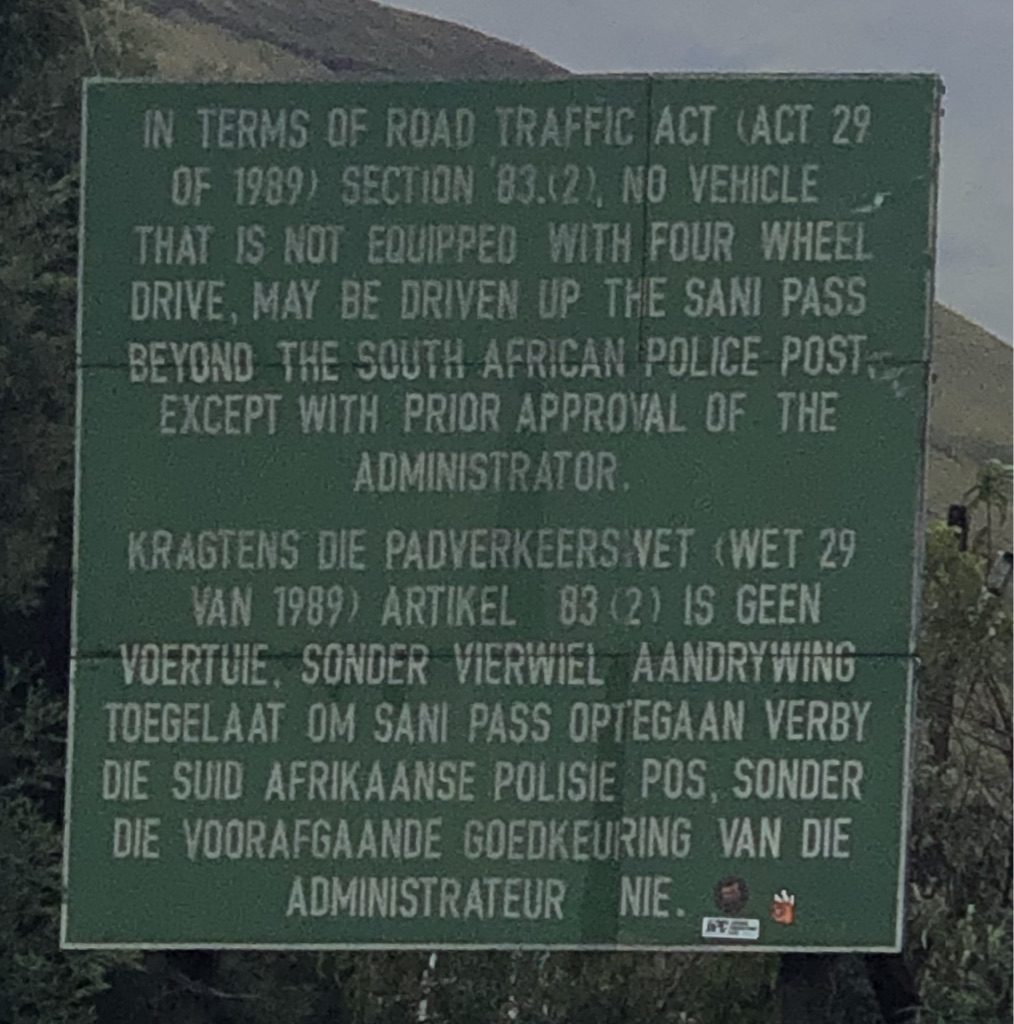 IN TERMS OF ROAD TRAFFIC ACT (ACT 29
OF 1989) SECTION 83.(2), NO VEHICLE
THAT IS NOT EQUIPPED WITH FOUR WHEEL
DRIVE, MAY BE DRIVEN UP THE SANI PASS
BEYOND THE SOUTH AFRICAN POLICE POST,
EXCEPT WITH PRIOR APPROVAL OF THE
ADMINISTRATOR.
KRAGTENS DIE PADVERKEERSWET (WET 29
VAN 1989) ARTIKEL 83 (2) IS GEEN
VOERTUIE, SONDER VIERWIEL AANDRYWING
TOEGELAAT OM SANI PASS OPTEGAAN VERBY
DIE SUID AFRIKAANSE POLISIE POS, SONDER
DIE VOORAFGAANDE GOEDKEURING VAN DIE
ADMINISTRATEUR NIE.